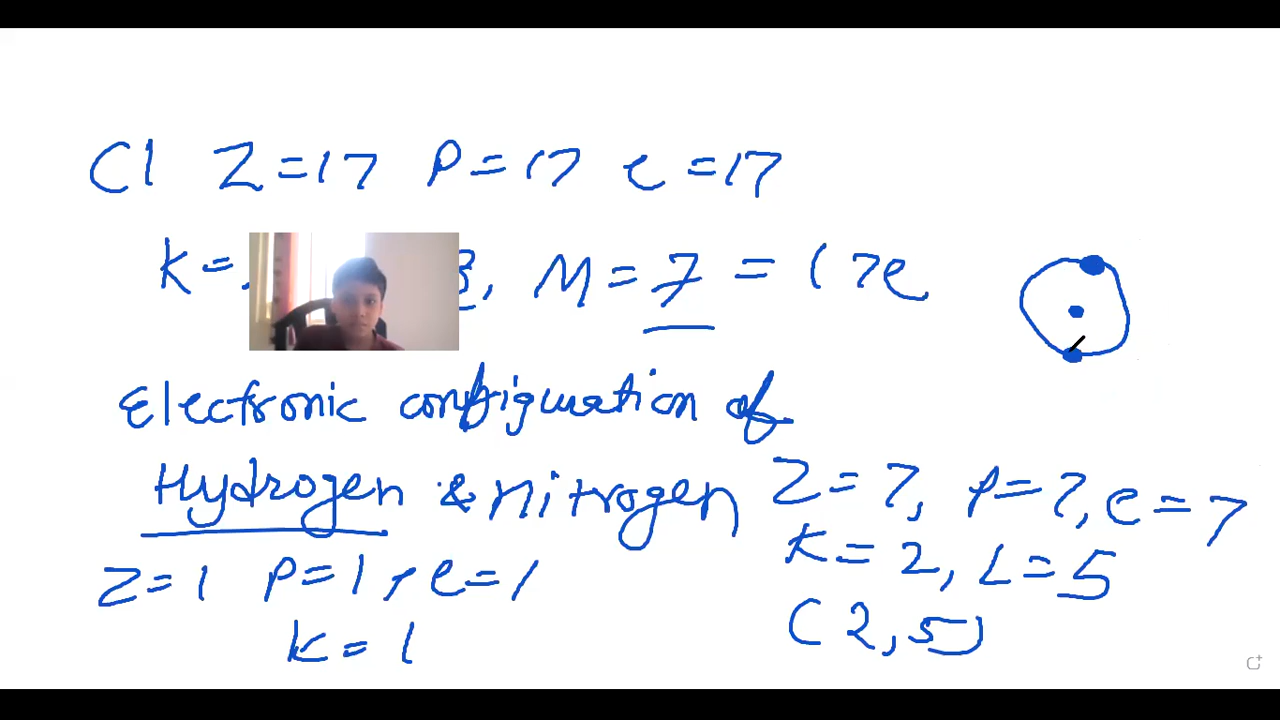 Cl Z=17 P=17 e=17
K= 8, M=7 = 17e
Electronic configuration of
Hydrogen & nitrogen Z=7, P=7, e=7
Z=1 P=1, e=1 K=2, L=5
K=1 (2,5)